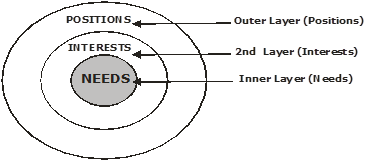 POSITIONS
Outer Layer (Positions)
INTERESTS
2nd Layer (Interests)
NEEDS
Inner Layer (Needs)